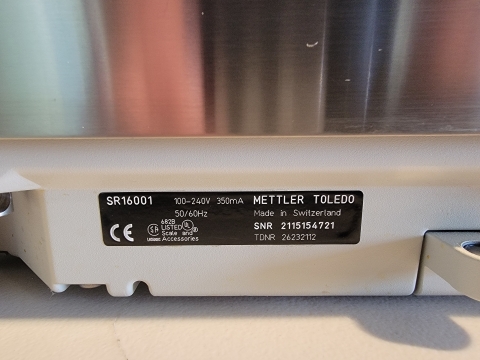 SR16001 100-240V 350mA METTLER TOLEDO
50/60Hz Made in Switzerland
682B
LISTED SNR 2115154721
Scale and TDNR 26232112
Accessories
CE